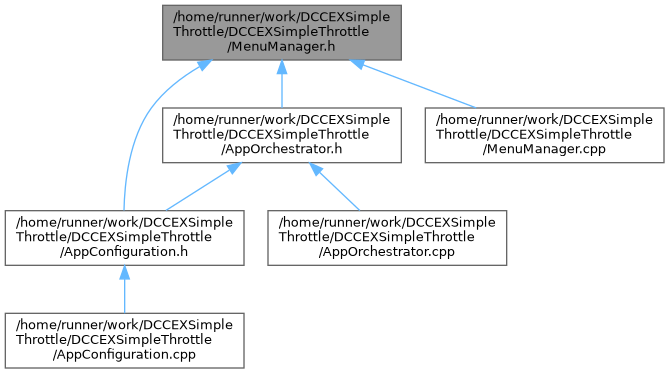 /home/runner/work/DCCEXSimple
Throttle/DCCEXSimpleThrottle
/MenuManager.h
/home/runner/work/DCCEXSimple
Throttle/DCCEXSimpleThrottle
/AppOrchestrator.h
/home/runner/work/DCCEXSimple
Throttle/DCCEXSimpleThrottle
/MenuManager.cpp
/home/runner/work/DCCEXSimple
Throttle/DCCEXSimpleThrottle
/AppConfiguration.h
/home/runner/work/DCCEXSimple
Throttle/DCCEXSimpleThrottle
/AppOrchestrator.cpp
/home/runner/work/DCCEXSimple
Throttle/DCCEXSimpleThrottle
/AppConfiguration.cpp